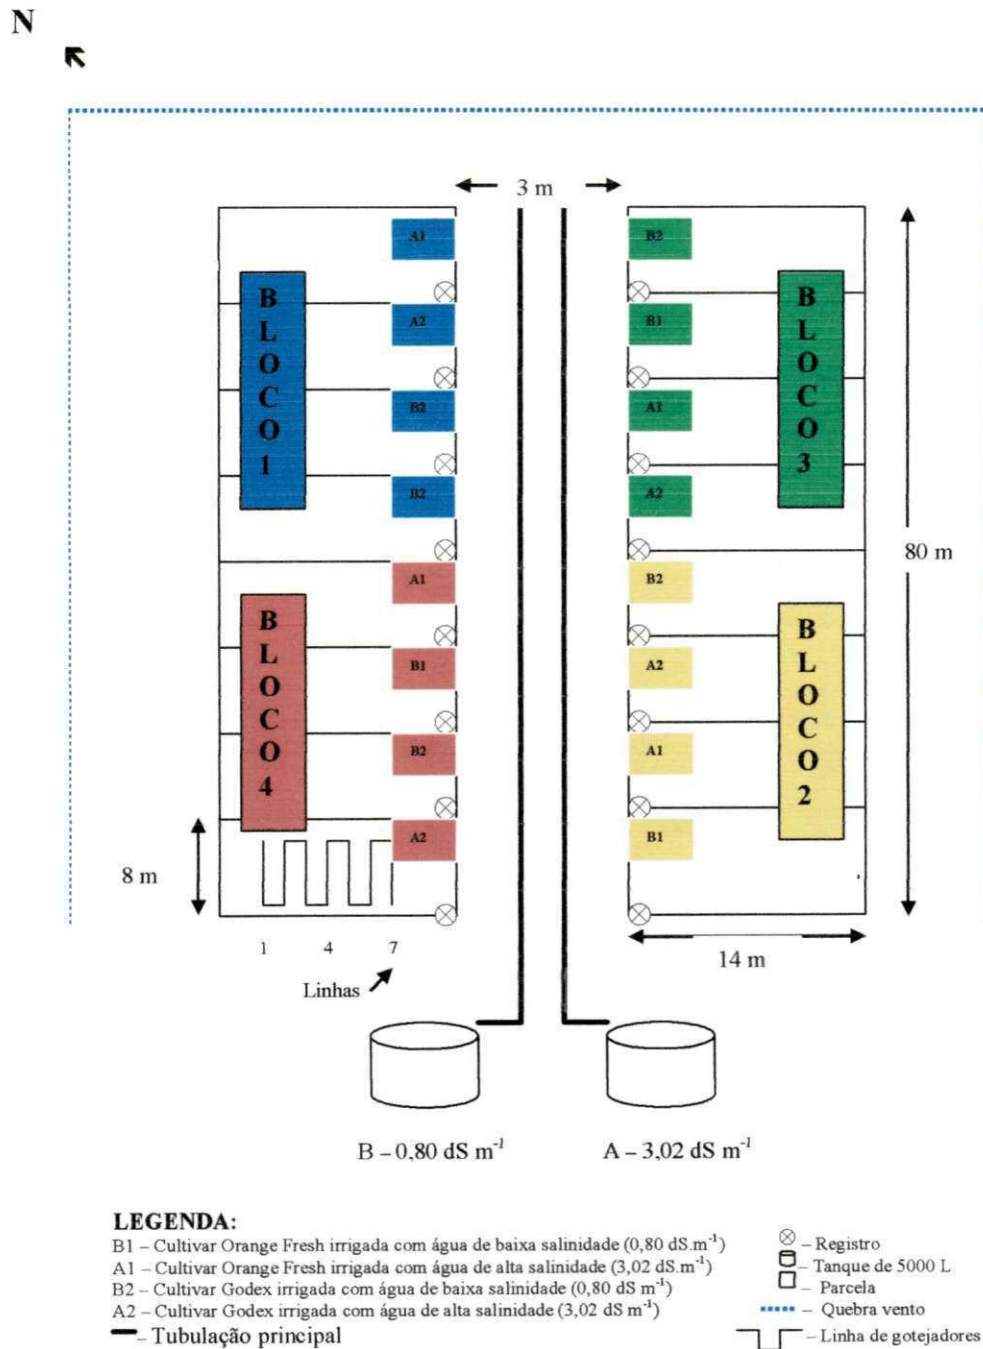 N
3 m
A1
B2
A2
B1
B2
A1
B2
A2
BLOCO 1
BLOCO 3
80 m
A1
B2
B1
A2
B2
A1
A2
B1
BLOCO 4
BLOCO 2
8 m
14 m
1 4 7
Linhas
B – 0,80 dS m⁻¹
A – 3,02 dS m⁻¹
LEGENDA:
B1 – Cultivar Orange Fresh irrigada com água de baixa salinidade (0,80 dS.m⁻¹)
A1 – Cultivar Orange Fresh irrigada com água de alta salinidade (3,02 dS.m⁻¹)
B2 – Cultivar Godex irrigada com água de baixa salinidade (0,80 dS m⁻¹)
A2 – Cultivar Godex irrigada com água de alta salinidade (3,02 dS m⁻¹)
– Tubulação principal
– Registro
– Tanque de 5000 L
– Parcela
– Quebra vento
– Linha de gotejadores